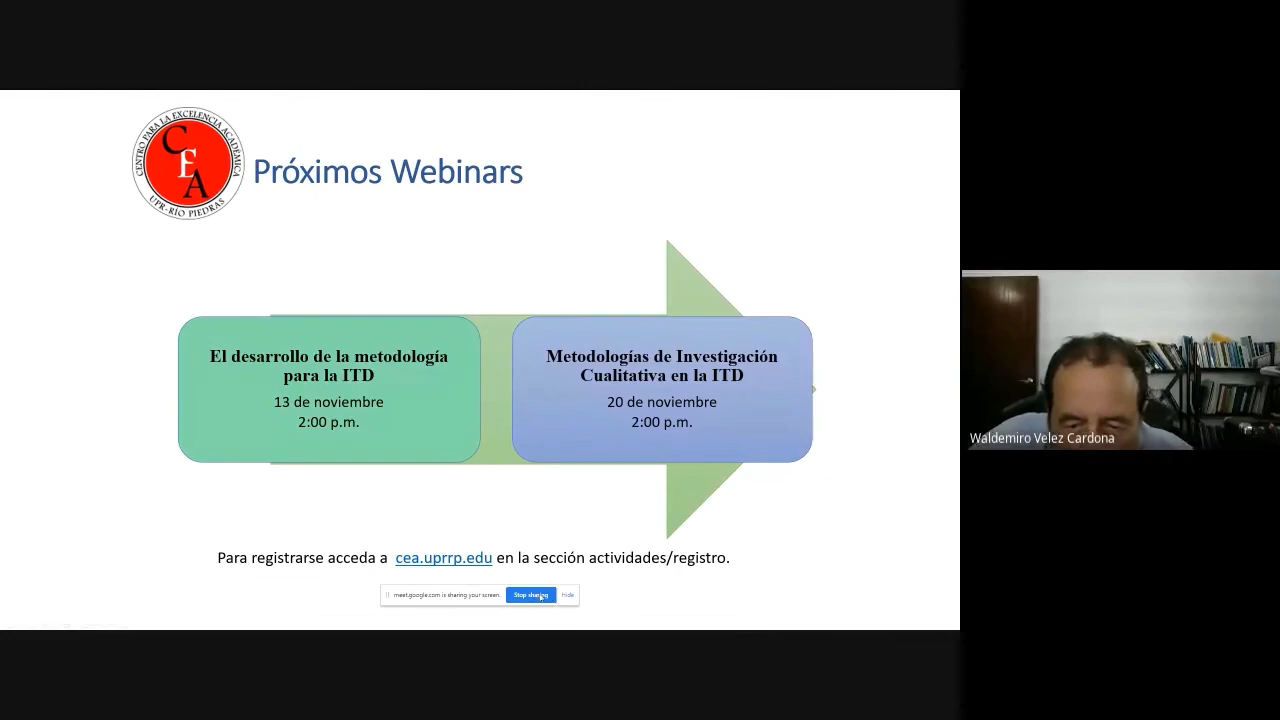 CENTRO PARA LA EXCELENCIA ACADÉMICA
CEA
UPR-RÍO PIEDRAS
Próximos Webinars
El desarrollo de la metodología
para la ITD
13 de noviembre
2:00 p.m.
Metodologías de Investigación
Cualitativa en la ITD
20 de noviembre
2:00 p.m.
Para registrarse acceda a cea.uprrp.edu en la sección actividades/registro.
meet.google.com is sharing your screen.
Stop sharing
Hide
Waldemiro Velez Cardona